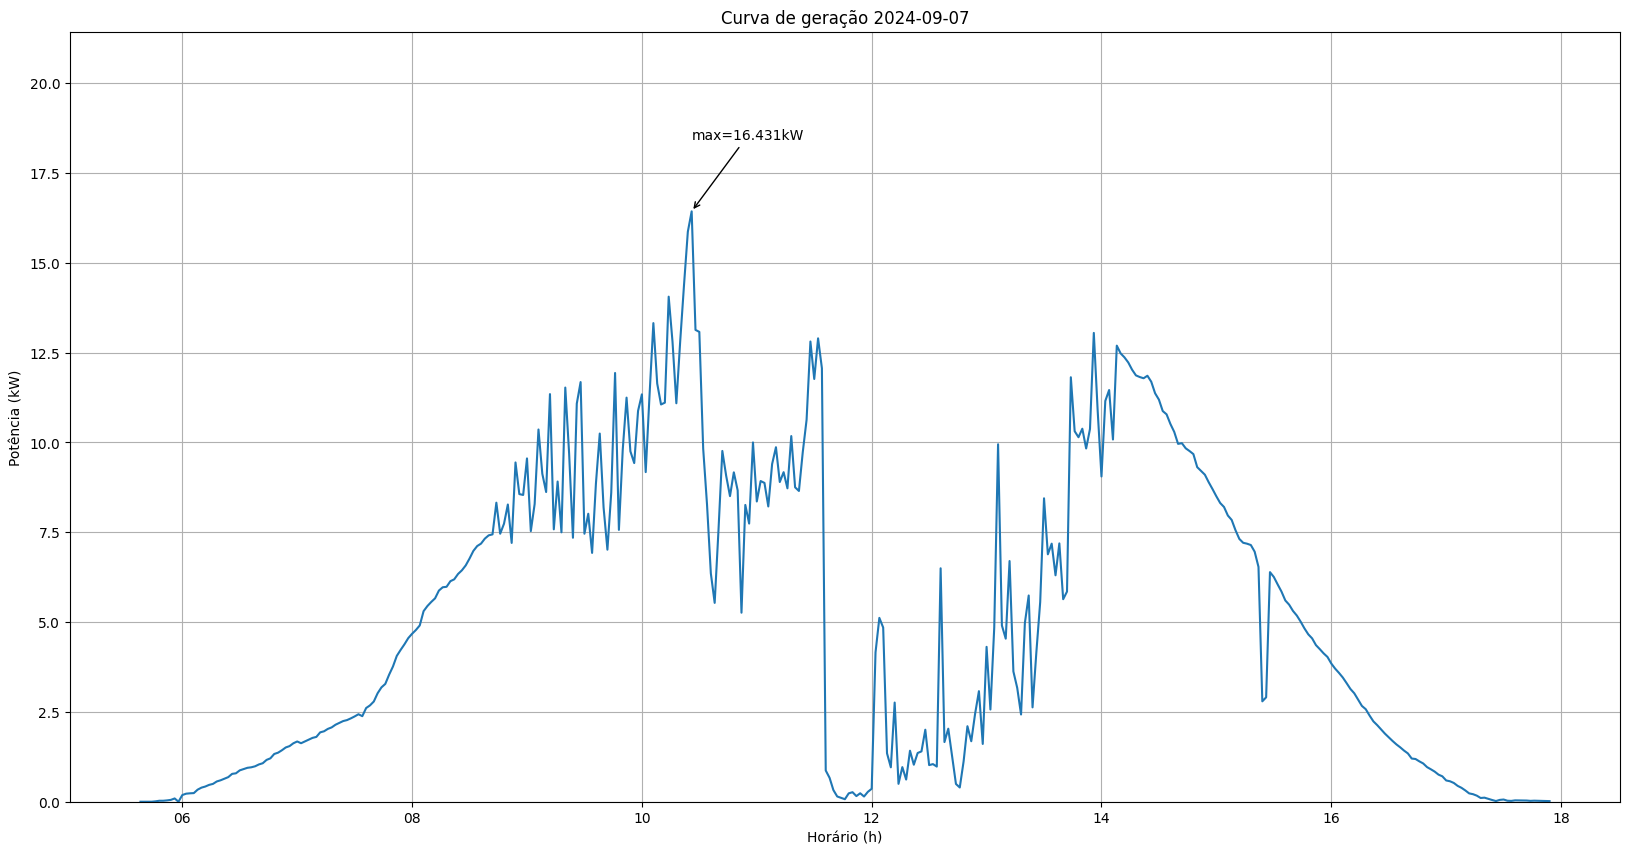 Curva de geração 2024-09-07
Potência (kW)
20.0
17.5
15.0
12.5
10.0
7.5
5.0
2.5
0.0
max=16.431kW
06 08 10 12 14 16 18
Horário (h)